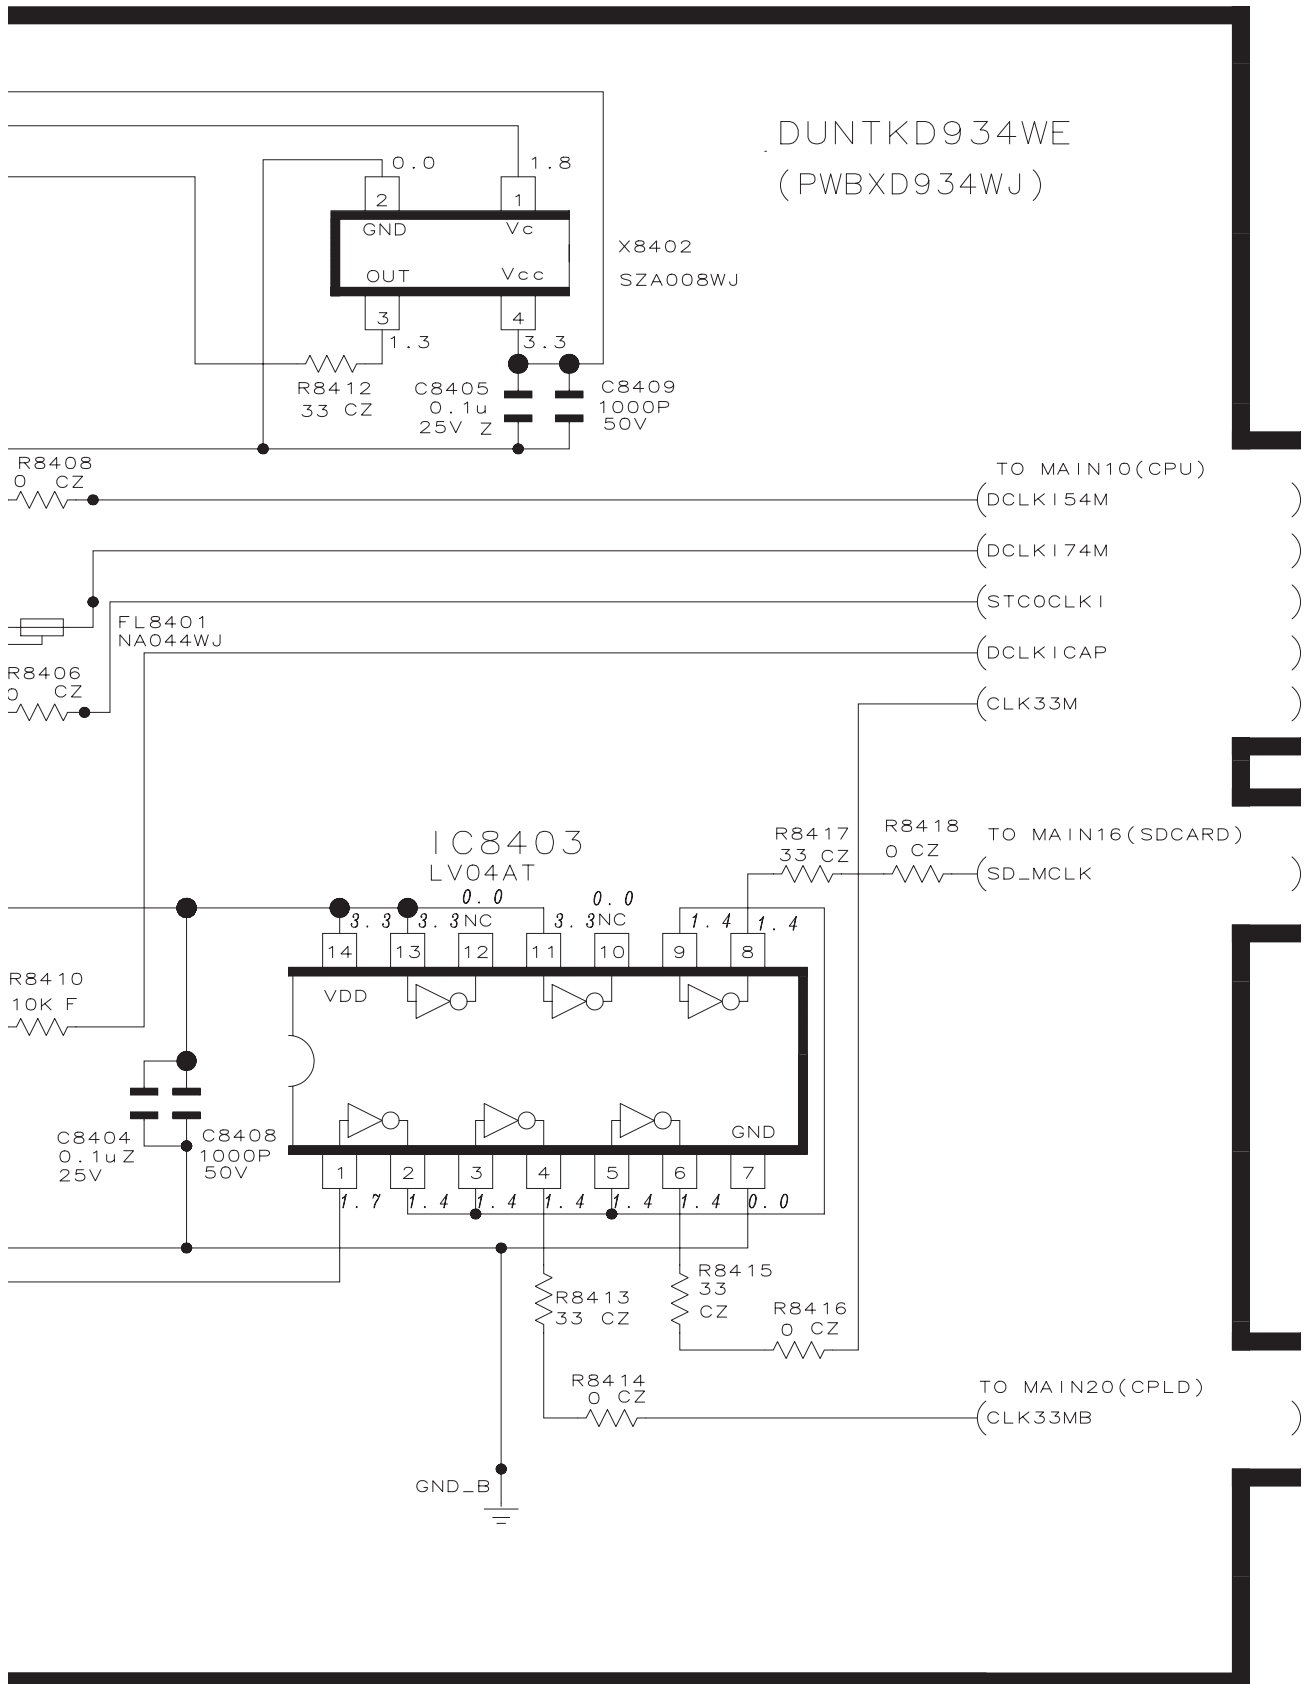 DUNTKD934WE
(PWBXD934WJ)
0.0
1.8
2
1
GND
Vc
X8402
OUT
Vcc
SZA008WJ
3
4
1.3
3.3
R8412
33 CZ
C8405
0.1u
25V Z
C8409
1000P
50V
R8408
0 CZ
TO MAIN10(CPU)
DCLKI54M
DCLKI74M
STC0CLKI
FL8401
NA044WJ
DCLKICAP
R8406
0 CZ
CLK33M
IC8403
LV04AT
R8417
33 CZ
R8418
0 CZ
TO MAIN16(SDCARD)
SD_MCLK
0.0
0.0
3.3
3.3
NC
3.3
NC
1.4
1.4
14
13
12
11
10
9
8
R8410
10K F
VDD
GND
C8404
0.1uZ
25V
C8408
1000P
50V
1
2
3
4
5
6
7
1.7
1.4
1.4
1.4
1.4
1.4
0.0
R8413
33 CZ
R8415
33
CZ
R8416
0 CZ
R8414
0 CZ
TO MAIN20(CPLD)
CLK33MB
GND_B